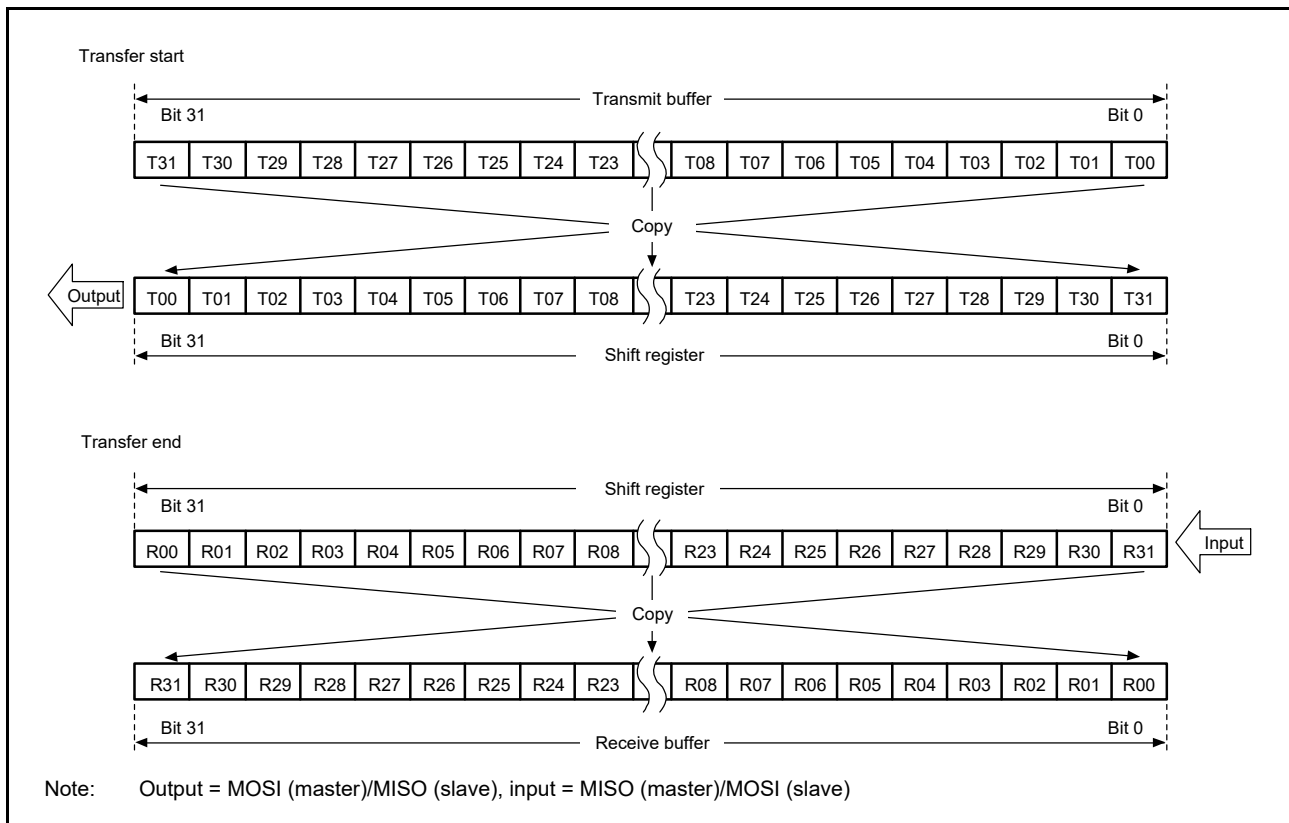 Transfer start
Transmit buffer
Bit 31 Bit 0
T31 T30 T29 T28 T27 T26 T25 T24 T23 T08 T07 T06 T05 T04 T03 T02 T01 T00
Copy
Output T00 T01 T02 T03 T04 T05 T06 T07 T08 T23 T24 T25 T26 T27 T28 T29 T30 T31
Bit 31 Bit 0
Shift register
Transfer end
Shift register
Bit 31 Bit 0
R00 R01 R02 R03 R04 R05 R06 R07 R08 R23 R24 R25 R26 R27 R28 R29 R30 R31 Input
Copy
R31 R30 R29 R28 R27 R26 R25 R24 R23 R08 R07 R06 R05 R04 R03 R02 R01 R00
Bit 31 Bit 0
Receive buffer
Note: Output = MOSI (master)/MISO (slave), input = MISO (master)/MOSI (slave)